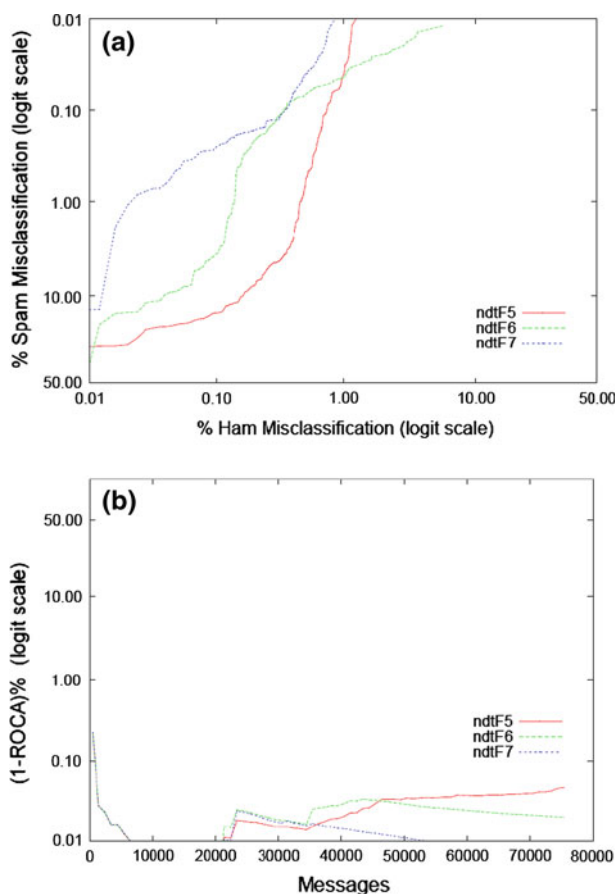 (a)
% Spam Misclassification (logit scale)
0.01
0.10
1.00
10.00
50.00
ndtF5
ndtF6
ndtF7
0.01 0.10 1.00 10.00 50.00
% Ham Misclassification (logit scale)
(b)
(1-ROCA)% (logit scale)
50.00
10.00
1.00
0.10
0.01
ndtF5
ndtF6
ndtF7
0 10000 20000 30000 40000 50000 60000 70000 80000
Messages